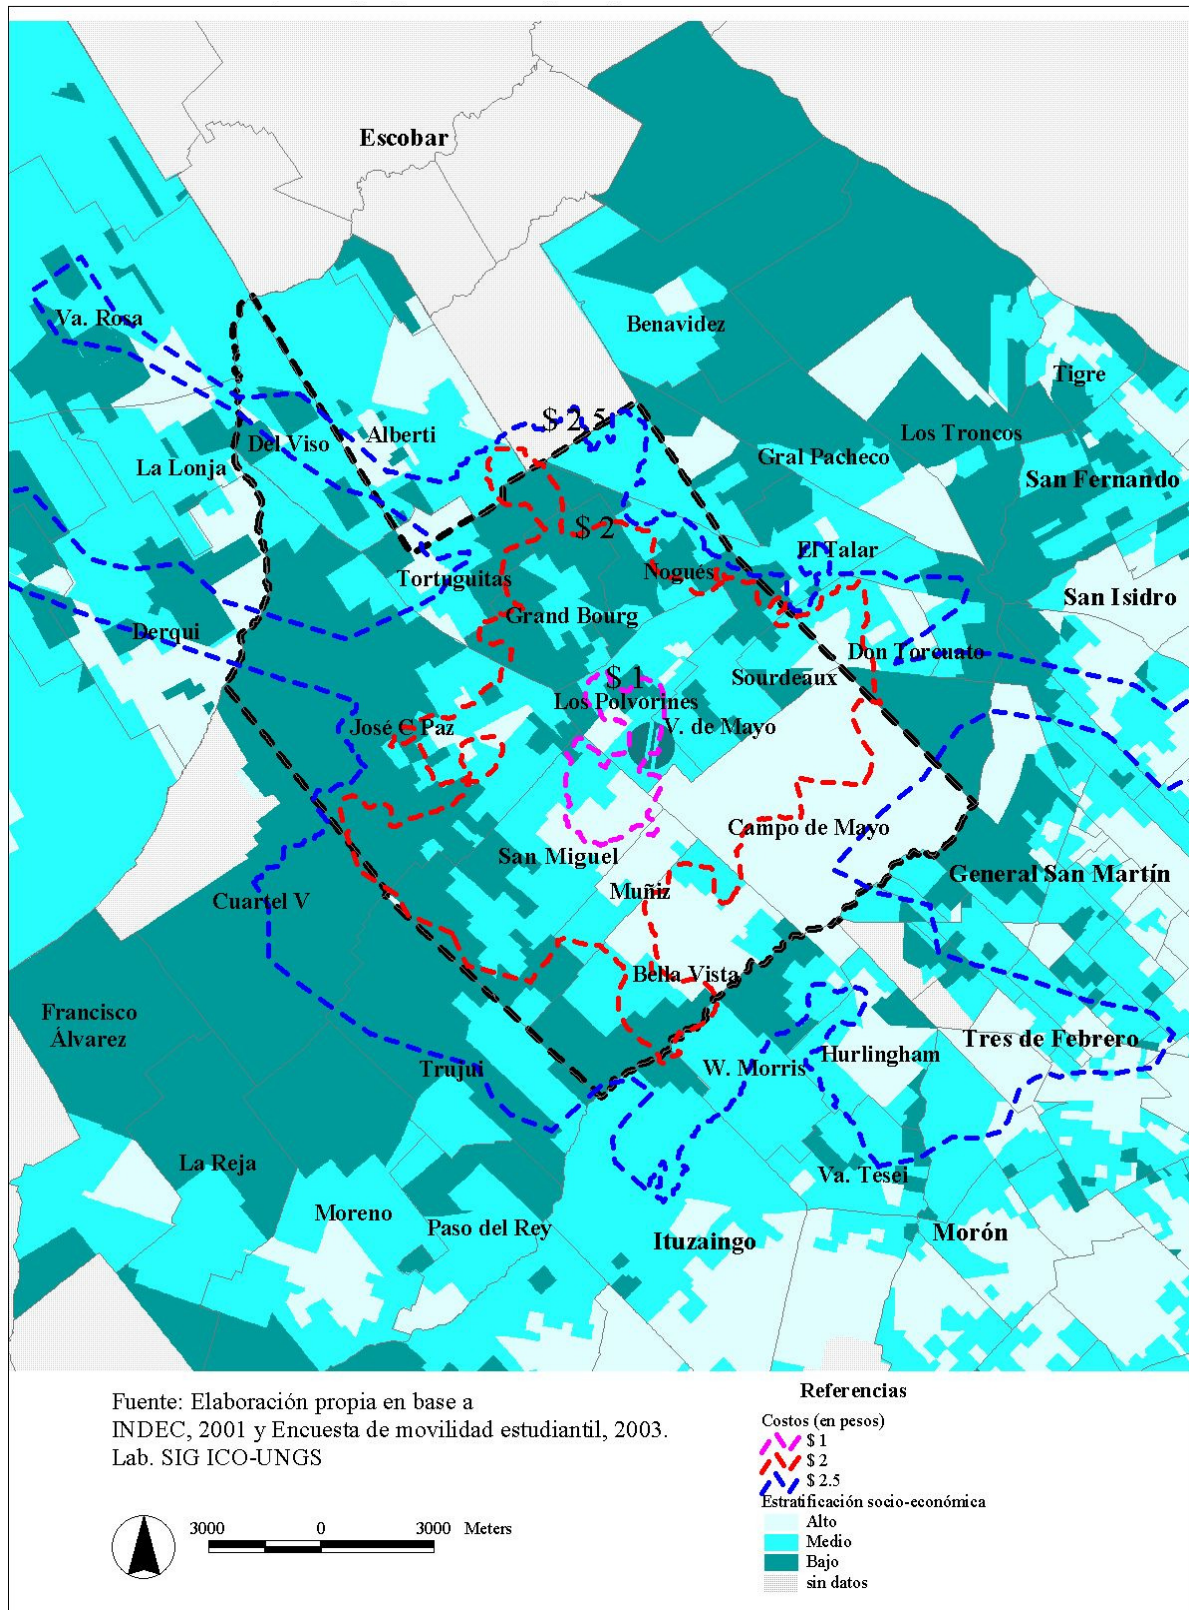 Escobar
Va. Rosa
Benavidez
Tigre
$ 2.5
Del Viso
Alberti
Los Troncos
La Lonja
Gral Pacheco
San Fernando
$ 2
El Talar
Tortuguitas
Nogués
San Isidro
Grand Bourg
Derqui
Don Torcuato
$ 1
Sourdeaux
Los Polvorines
José C Paz
V. de Mayo
Campo de Mayo
San Miguel
General San Martín
Muñiz
Cuartel V
Bella Vista
Francisco
Álvarez
Tres de Febrero
Hurlingham
Trujui
W. Morris
La Reja
Va. Tesei
Moreno
Paso del Rey
Ituzaingo
Morón
Fuente: Elaboración propia en base a
INDEC, 2001 y Encuesta de movilidad estudiantil, 2003.
Lab. SIG ICO-UNGS
3000 0 3000 Meters
Referencias
Costos (en pesos)
$ 1
$ 2
$ 2.5
Estratificación socio-económica
Alto
Medio
Bajo
sin datos